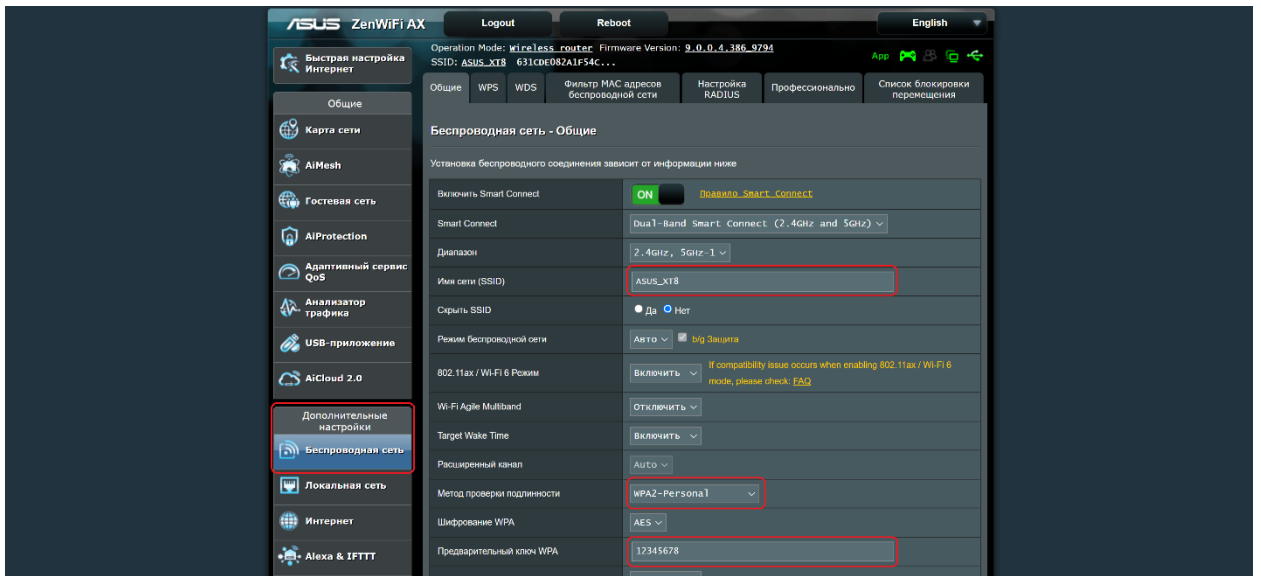 ASUS ZenWiFi AX Logout Reboot English
Operation Mode: Wireless router Firmware Version: 9.0.0.4.386_9794
SSID: ASUS_XT8 631CDE082A1F54C...
App
Быстрая настройка
Интернет
Общие
Карта сети
AiMesh
Гостевая сеть
AiProtection
Адаптивный сервис
QoS
Анализатор
трафика
USB-приложение
AiCloud 2.0
Дополнительные
настройки
Беспроводная сеть
Локальная сеть
Интернет
Alexa & IFTTT
Общие
WPS
WDS
Фильтр MAC адресов
беспроводной сети
Настройка
RADIUS
Профессионально
Список блокировки
перемещения
Беспроводная сеть - Общие
Установка беспроводного соединения зависит от информации ниже
Включить Smart Connect ON Правило Smart Connect
Smart Connect Dual-Band Smart Connect (2.4GHz and 5GHz)
Диапазон 2.4GHz, 5GHz-1
Имя сети (SSID) ASUS_XT8
Скрыть SSID Да Нет
Режим беспроводной сети Авто b/g Защита
802.11ax / Wi-Fi 6 Режим Включить If compatibility issue occurs when enabling 802.11ax / Wi-Fi 6
mode, please check: FAQ
Wi-Fi Agile Multiband Отключить
Target Wake Time Включить
Расширенный канал Auto
Метод проверки подлинности WPA2-Personal
Шифрование WPA AES
Предварительный ключ WPA 12345678